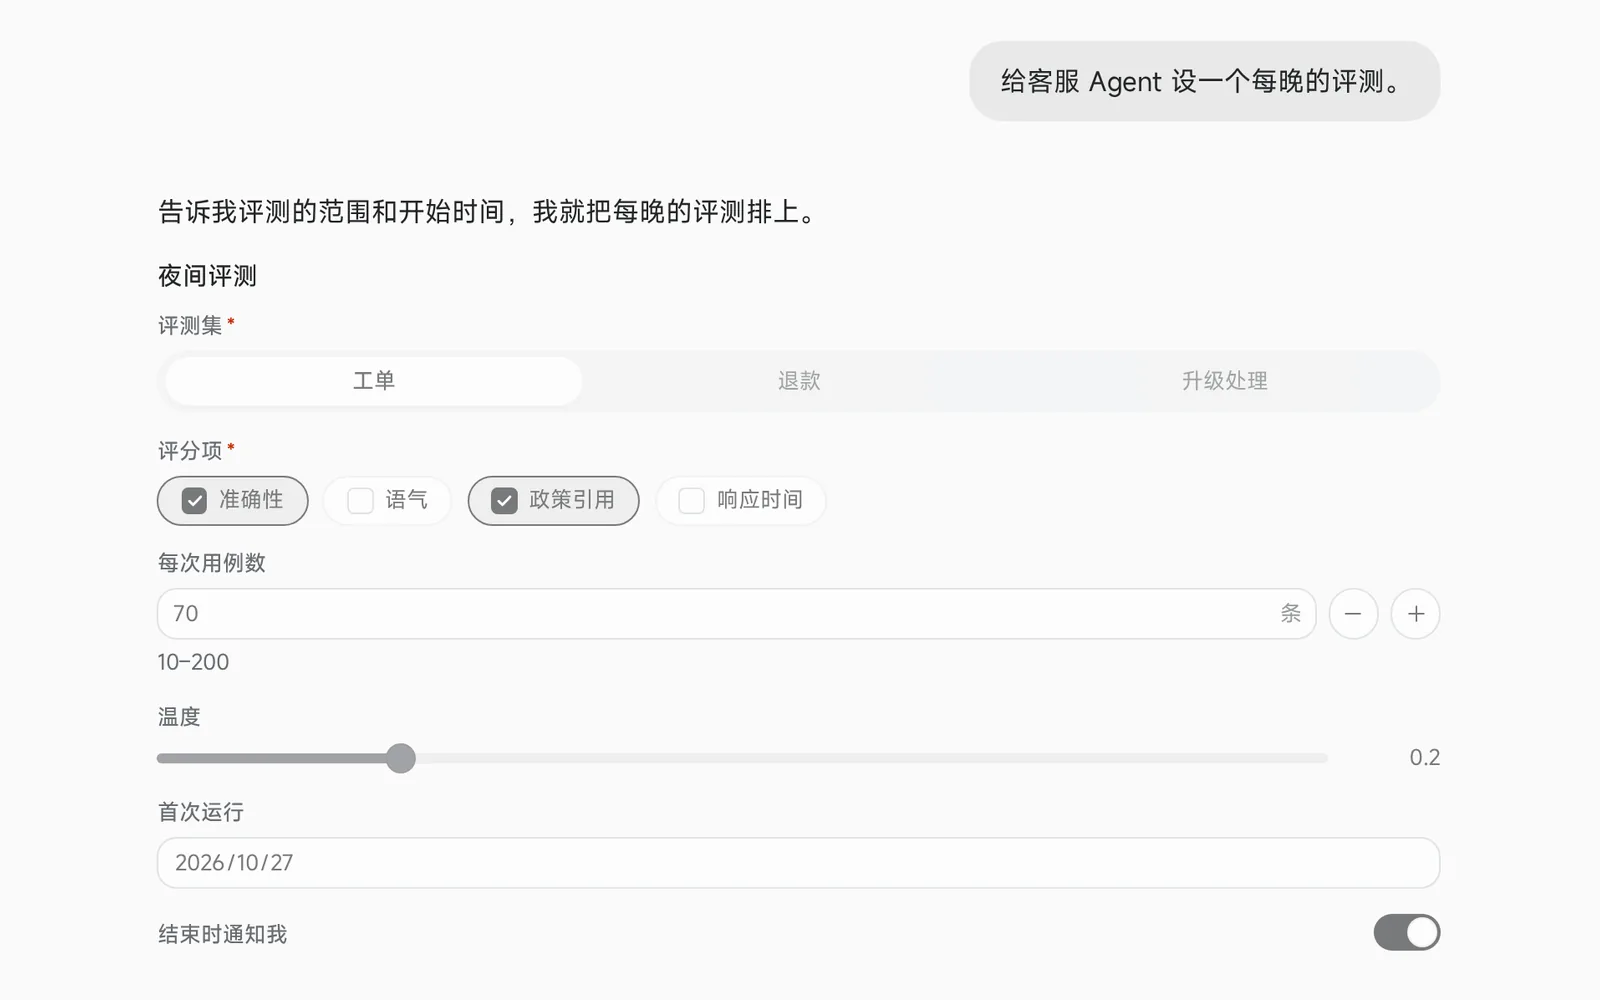 给客服 Agent 设一个每晚的评测。
告诉我评测的范围和开始时间，我就把每晚的评测排上。
夜间评测
评测集*
工单 退款 升级处理
评分项*
准确性 语气 政策引用 响应时间
每次用例数
70 条
10–200
温度
0.2
首次运行
2026/10/27
结束时通知我